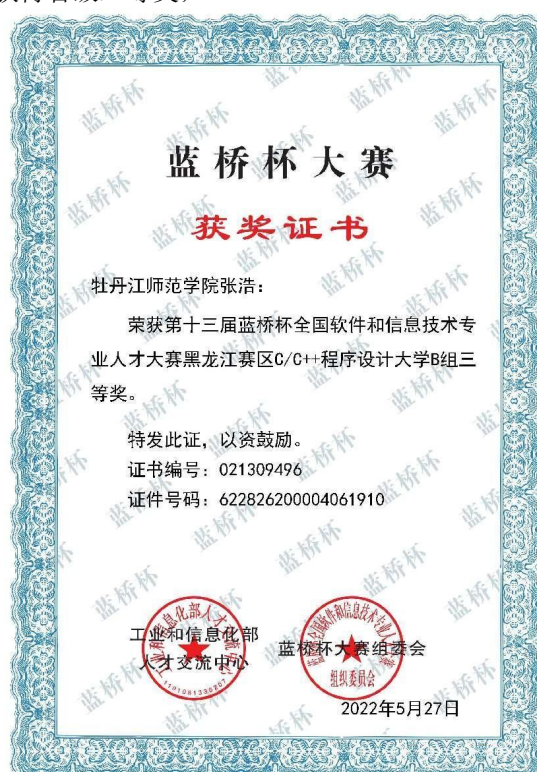 蓝桥杯大赛
获奖证书
牡丹江师范学院张浩：
荣获第十三届蓝桥杯全国软件和信息技术专
业人才大赛黑龙江赛区C/C++程序设计大学B组三
等奖。
特发此证，以资鼓励。
证书编号：021309496
证件号码：622826200004061910
工业和信息化部
人才交流中心
蓝桥杯大赛组委会
组织委员会
2022年5月27日